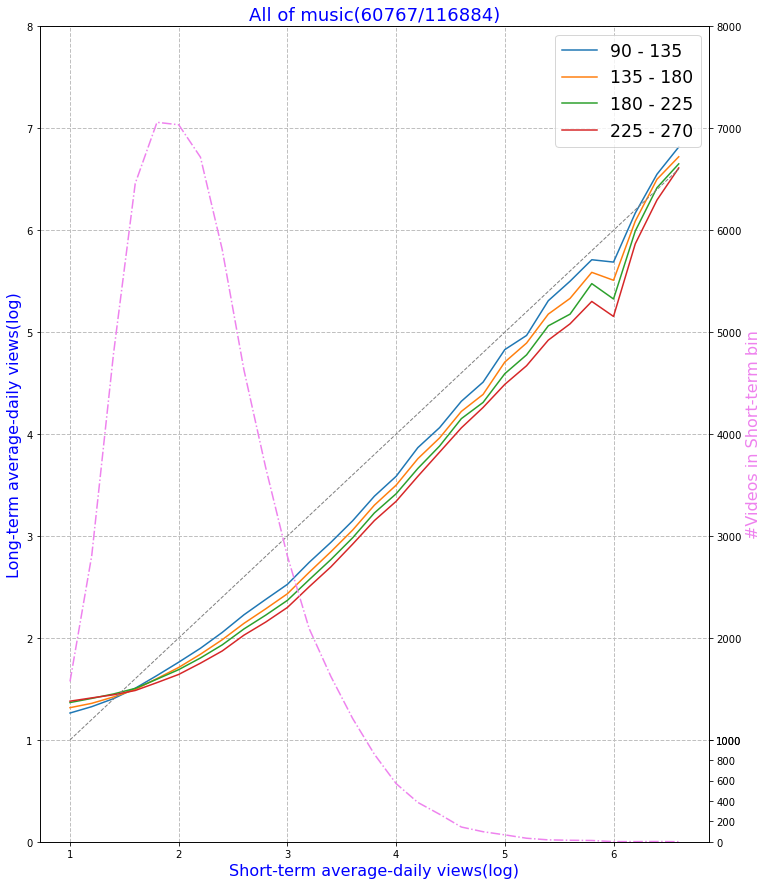 All of music(60767/116884)
90 - 135
135 - 180
180 - 225
225 - 270
Long-term average-daily views(log)
8
7
6
5
4
3
2
1
0
8000
7000
6000
5000
4000
3000
2000
1000
800
600
400
200
0
#Videos in Short-term bin
1 2 3 4 5 6
Short-term average-daily views(log)